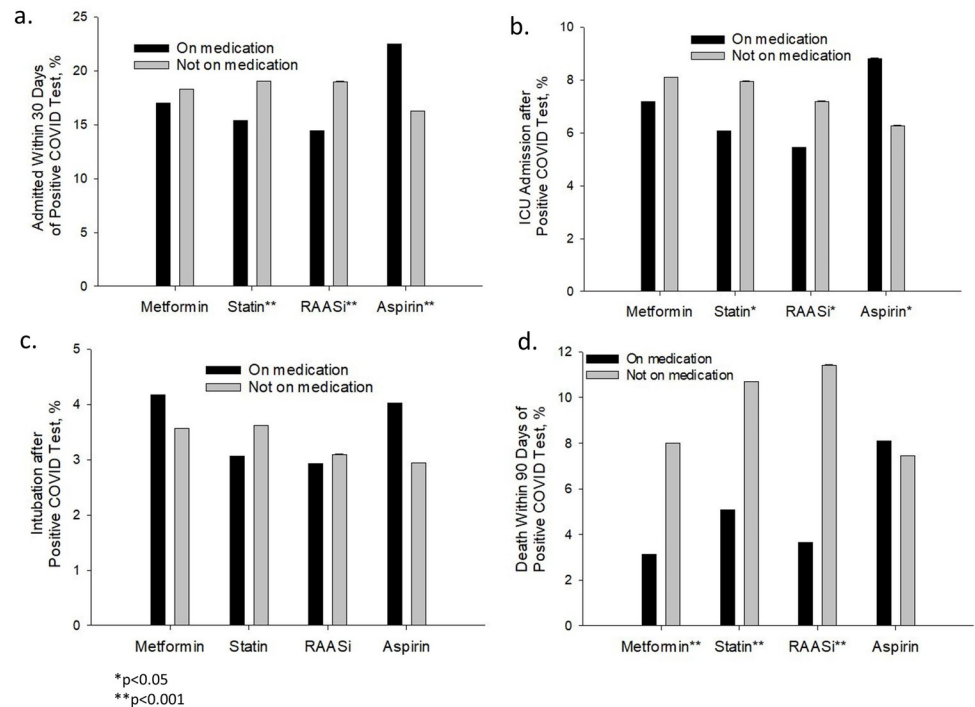 a.
Admitted Within 30 Days
of Positive COVID Test, %
25
20
15
10
5
0
On medication
Not on medication
Metformin Statin** RAASi** Aspirin**
b.
ICU Admission after
Positive COVID Test, %
10
8
6
4
2
0
On medication
Not on medication
Metformin Statin* RAASi* Aspirin*
c.
Intubation after
Positive COVID Test, %
5
4
3
2
1
0
On medication
Not on medication
Metformin Statin RAASi Aspirin
d.
Death Within 90 Days of
Positive COVID Test, %
12
10
8
6
4
2
0
On medication
Not on medication
Metformin** Statin** RAASi** Aspirin
*p<0.05
**p<0.001